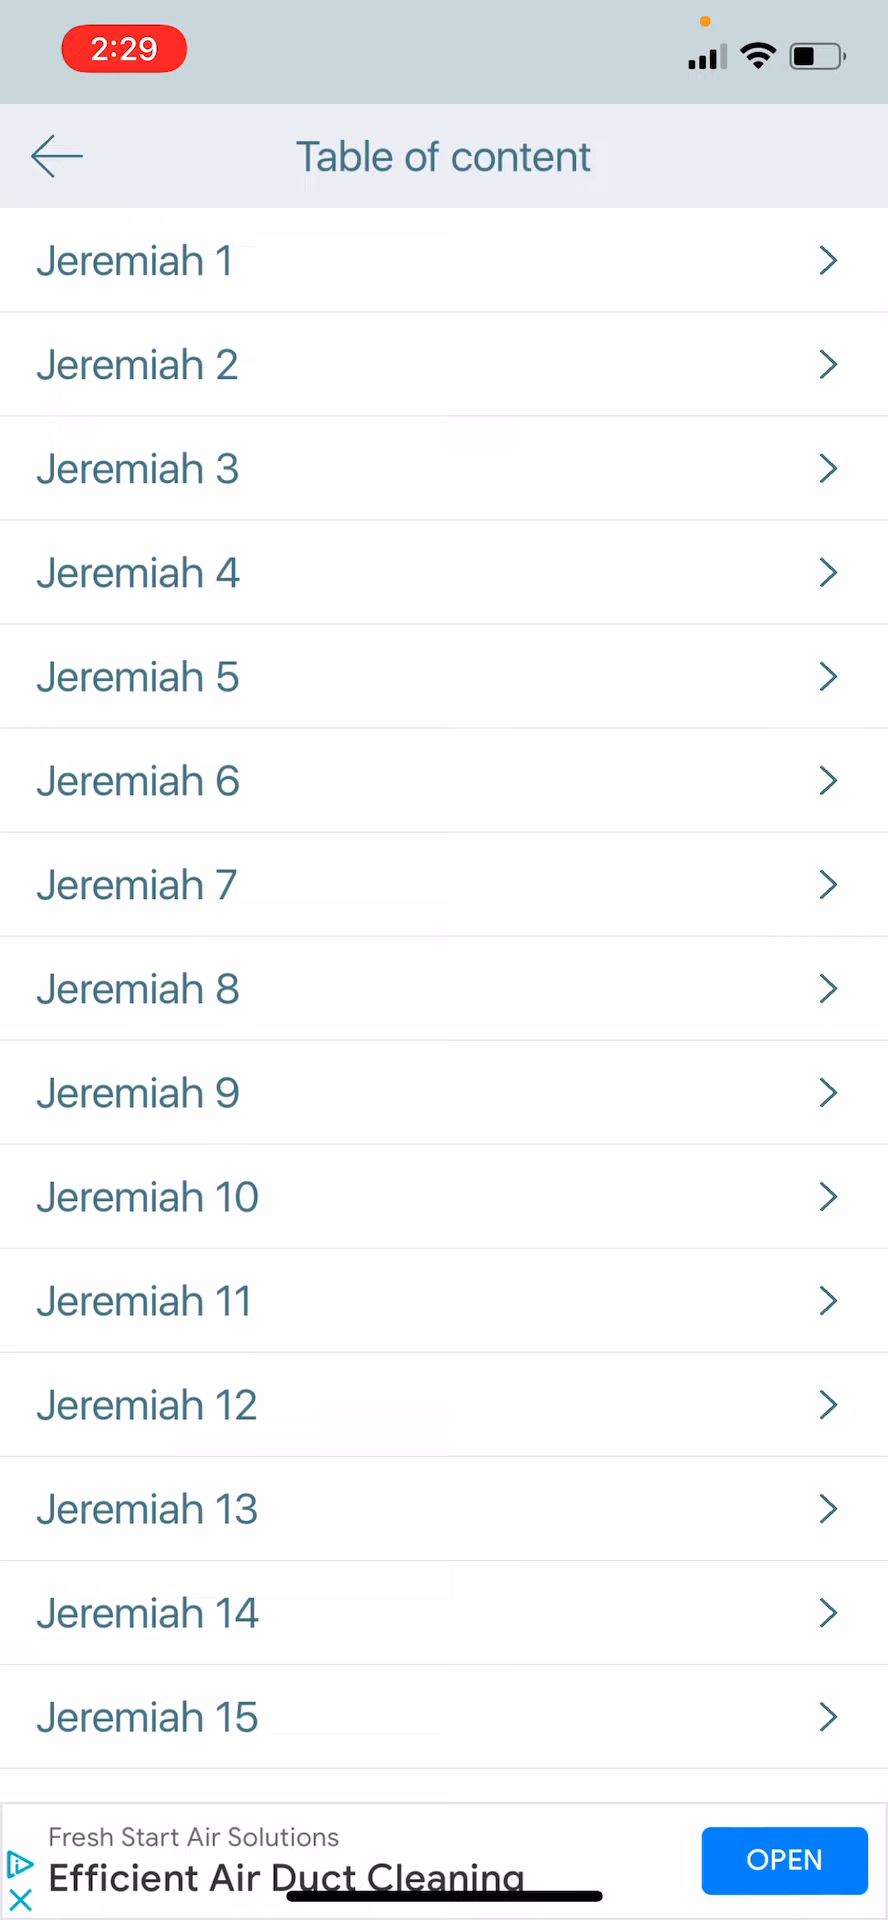 2:29
Table of content
Jeremiah 1
Jeremiah 2
Jeremiah 3
Jeremiah 4
Jeremiah 5
Jeremiah 6
Jeremiah 7
Jeremiah 8
Jeremiah 9
Jeremiah 10
Jeremiah 11
Jeremiah 12
Jeremiah 13
Jeremiah 14
Jeremiah 15
Fresh Start Air Solutions
Efficient Air Duct Cleaning
OPEN